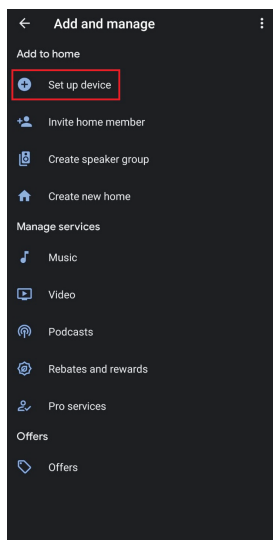 Add and manage
Add to home
Set up device
Invite home member
Create speaker group
Create new home
Manage services
Music
Video
Podcasts
Rebates and rewards
Pro services
Offers
Offers